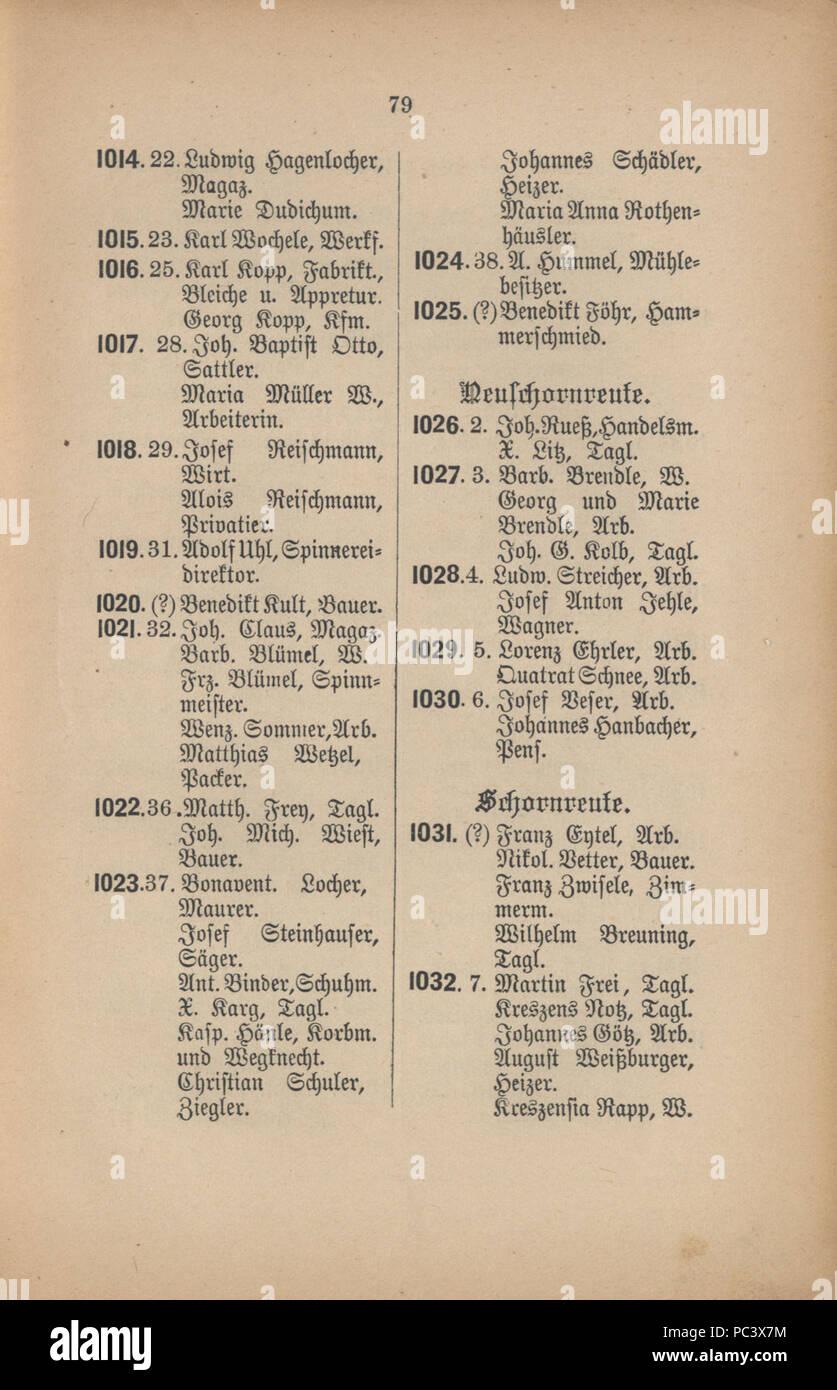 79
1014. 22. Ludwig Hagenlocher,
Magaz.
Marie Dudichum.
1015. 23. Karl Wochele, Werkf.
1016. 25. Karl Kopp, Fabrikt.,
Bleiche u. Appretur.
Georg Kopp, Kfm.
1017. 28. Joh. Baptist Otto,
Sattler.
Maria Müller W.,
Arbeiterin.
1018. 29. Josef Reischmann,
Wirt.
Alois Reischmann,
Privatier.
1019. 31. Adolf Uhl, Spinnerei=
direktor.
1020. (?) Benedikt Kult, Bauer.
1021. 32. Joh. Claus, Magaz.
Barb. Blümel, W.
Frz. Blümel, Spinn=
meister.
Wenz. Sommer, Arb.
Matthias Wetzel,
Packer.
1022. 36. Matth. Frey, Tagl.
Joh. Mich. Wiest,
Bauer.
1023. 37. Bonavent. Locher,
Maurer.
Josef Steinhauser,
Säger.
Ant. Binder, Schuhm.
X. Karg, Tagl.
Kasp. Hänle, Korbm.
und Wegknecht.
Christian Schuler,
Ziegler.
Johannes Schädler,
Heizer.
Maria Anna Rothen=
häusler.
1024. 38. A. Hummel, Mühle=
besitzer.
1025. (?) Benedikt Föhr, Ham=
merschmied.
Neuschornreute.
1026. 2. Joh. Rueß, Handelsm.
X. Litz, Tagl.
1027. 3. Barb. Brendle, W.
Georg und Marie
Brendle, Arb.
Joh. G. Kolb, Tagl.
1028. 4. Ludw. Streicher, Arb.
Josef Anton Jehle,
Wagner.
1029. 5. Lorenz Ehrler, Arb.
Quatrat Schnee, Arb.
1030. 6. Josef Veser, Arb.
Johannes Hanbacher,
Pens.
Schornreute.
1031. (?) Franz Eytel, Arb.
Nikol. Vetter, Bauer.
Franz Zwisele, Zim=
merm.
Wilhelm Breuning,
Tagl.
1032. 7. Martin Frei, Tagl.
Kreszens Notz, Tagl.
Johannes Götz, Arb.
August Weißburger,
Heizer.
Kreszensia Rapp, W.
alamy
Image ID: PC3X7M
www.alamy.com